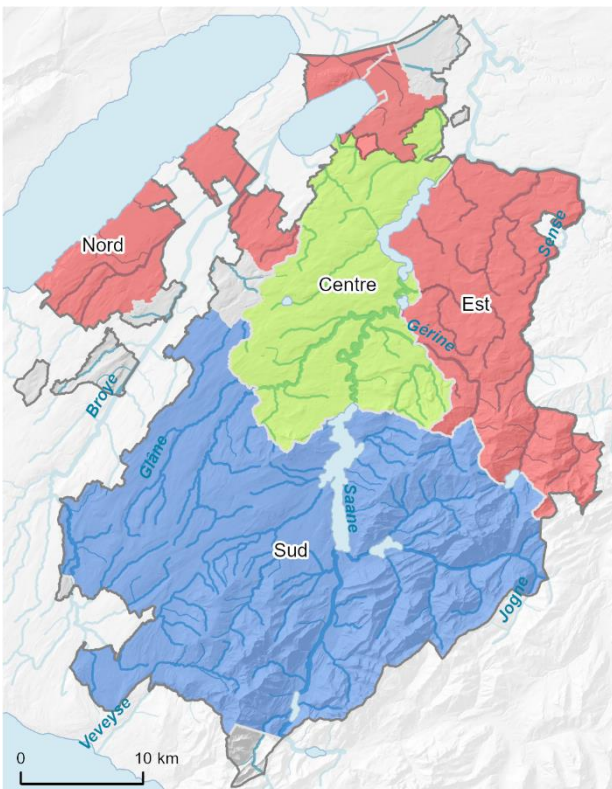 Nord
Sense
Centre
Est
Gérine
Broye
Glâne
Saane
Sud
Jogne
Veveyse
0 10 km